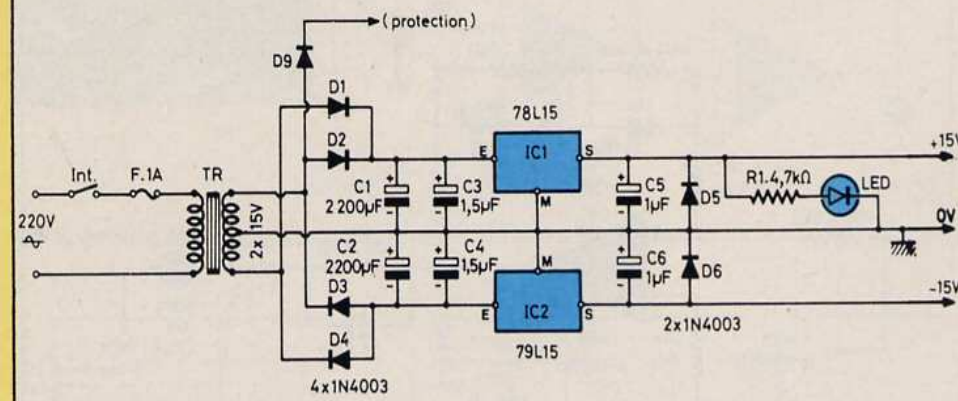 (protection)
D9
D1
D2
78L15
+15V
Int.
F.1A
TR
E
IC1
S
R1.4,7kΩ
LED
C1
2200µF
C3
1,5µF
M
C5
1µF
D5
220V
2x 15V
0V
C2
2200µF
C4
1,5µF
M
C6
1µF
D6
D3
E
IC2
S
-15V
D4
79L15
2x1N4003
4x1N4003